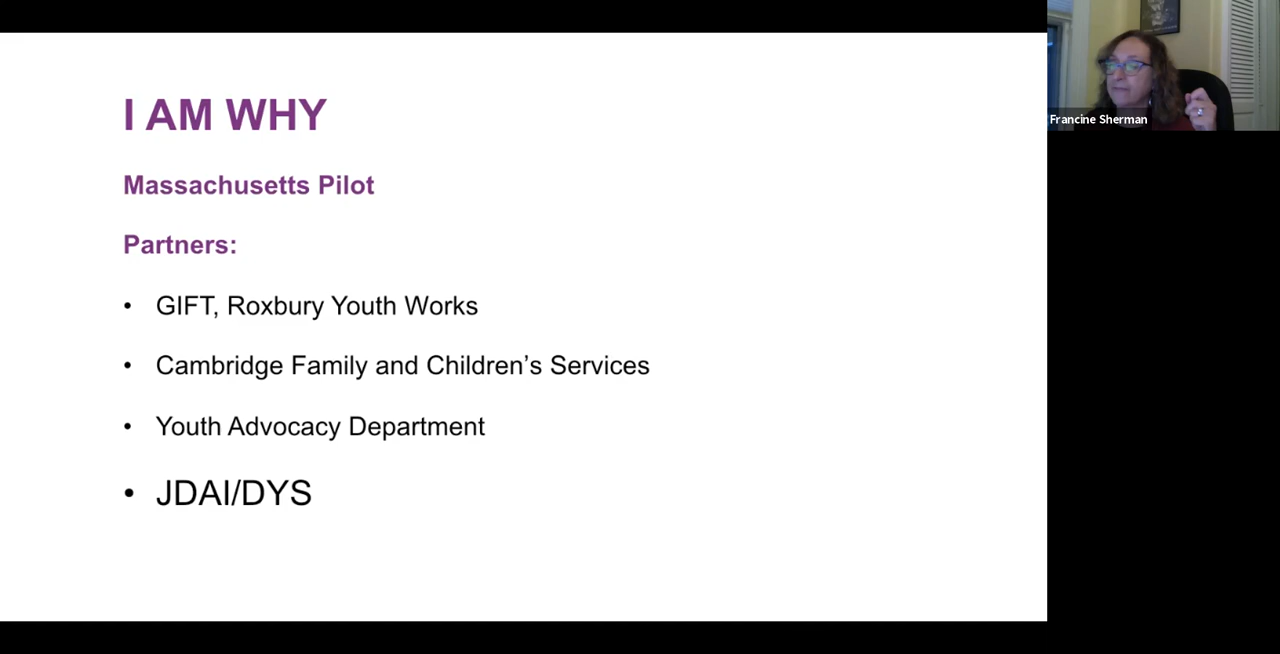 I AM WHY
Massachusetts Pilot
Partners:
• GIFT, Roxbury Youth Works
• Cambridge Family and Children’s Services
• Youth Advocacy Department
• JDAI/DYS
Francine Sherman